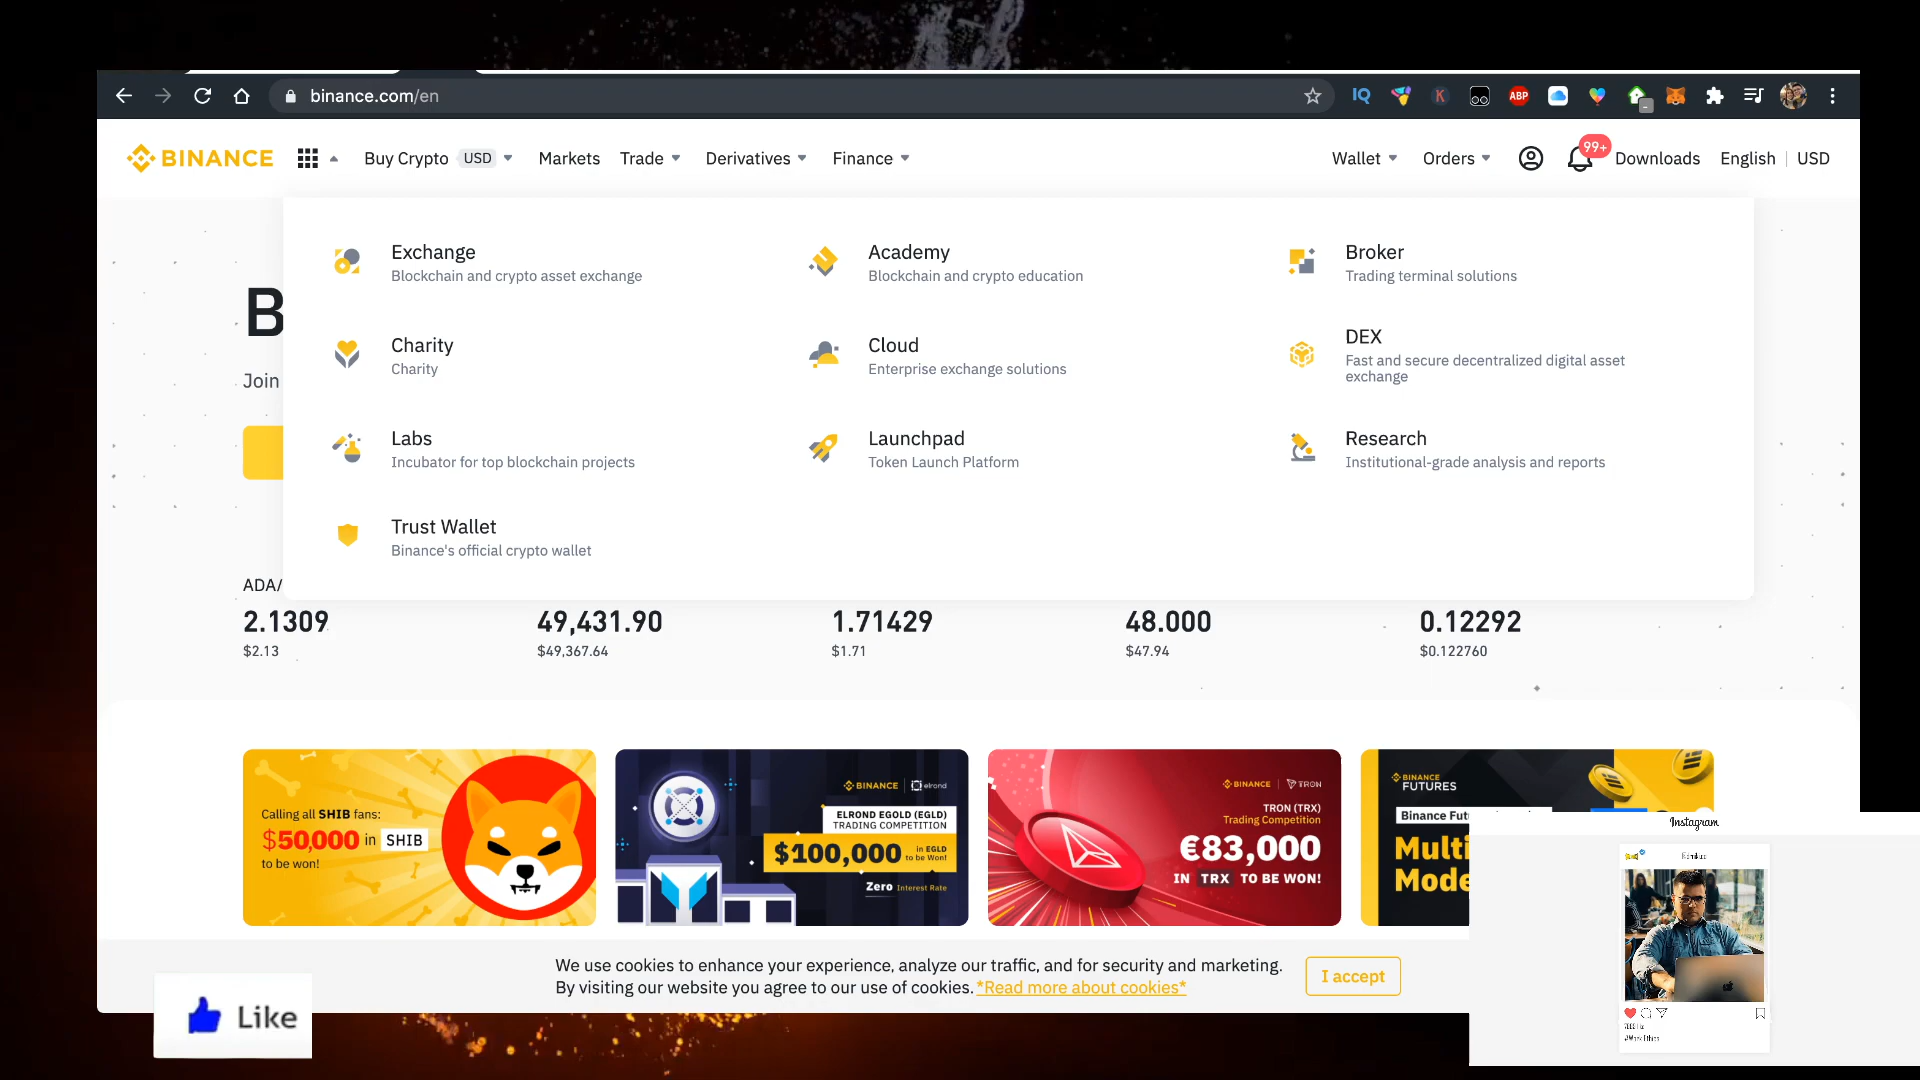 binance.com/en
IQ
K
ABP
BINANCE
Buy Crypto USD
Markets
Trade
Derivatives
Finance
Wallet
Orders
99+
Downloads
English
USD
Exchange
Blockchain and crypto asset exchange
Academy
Blockchain and crypto education
Broker
Trading terminal solutions
Charity
Charity
Cloud
Enterprise exchange solutions
DEX
Fast and secure decentralized digital asset
exchange
Labs
Incubator for top blockchain projects
Launchpad
Token Launch Platform
Research
Institutional-grade analysis and reports
Trust Wallet
Binance's official crypto wallet
B
Join
ADA/
2.1309
49,431.90
1.71429
48.000
0.12292
$2.13
$49,367.64
$1.71
$47.94
$0.122760
Calling all SHIB fans:
$50,000 in SHIB
to be won!
BINANCE elrond
ELROND EGOLD (EGLD)
TRADING COMPETITION
$100,000 in EGLD
to be Won!
Zero Interest Rate
BINANCE TRON
TRON (TRX)
Trading Competition
€83,000
IN TRX TO BE WON!
BINANCE
FUTURES
Binance Fut
Multi
Mode
We use cookies to enhance your experience, analyze our traffic, and for security and marketing.
By visiting our website you agree to our use of cookies. *Read more about cookies*
I accept
Like
Instagram